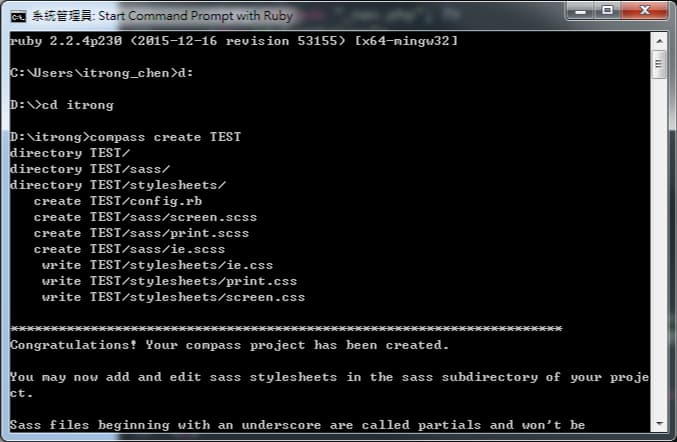 系統管理員: Start Command Prompt with Ruby
ruby 2.2.4p230 (2015-12-16 revision 53155) [x64-mingw32]
C:\Users\itrong_chen>d:
D:\>cd itrong
D:\itrong>compass create TEST
directory TEST/
directory TEST/sass/
directory TEST/stylesheets/
   create TEST/config.rb
   create TEST/sass/screen.scss
   create TEST/sass/print.scss
   create TEST/sass/ie.scss
    write TEST/stylesheets/ie.css
    write TEST/stylesheets/print.css
    write TEST/stylesheets/screen.css
*********************************************************************
Congratulations! Your compass project has been created.
You may now add and edit sass stylesheets in the sass subdirectory of your proje
ct.
Sass files beginning with an underscore are called partials and won't be